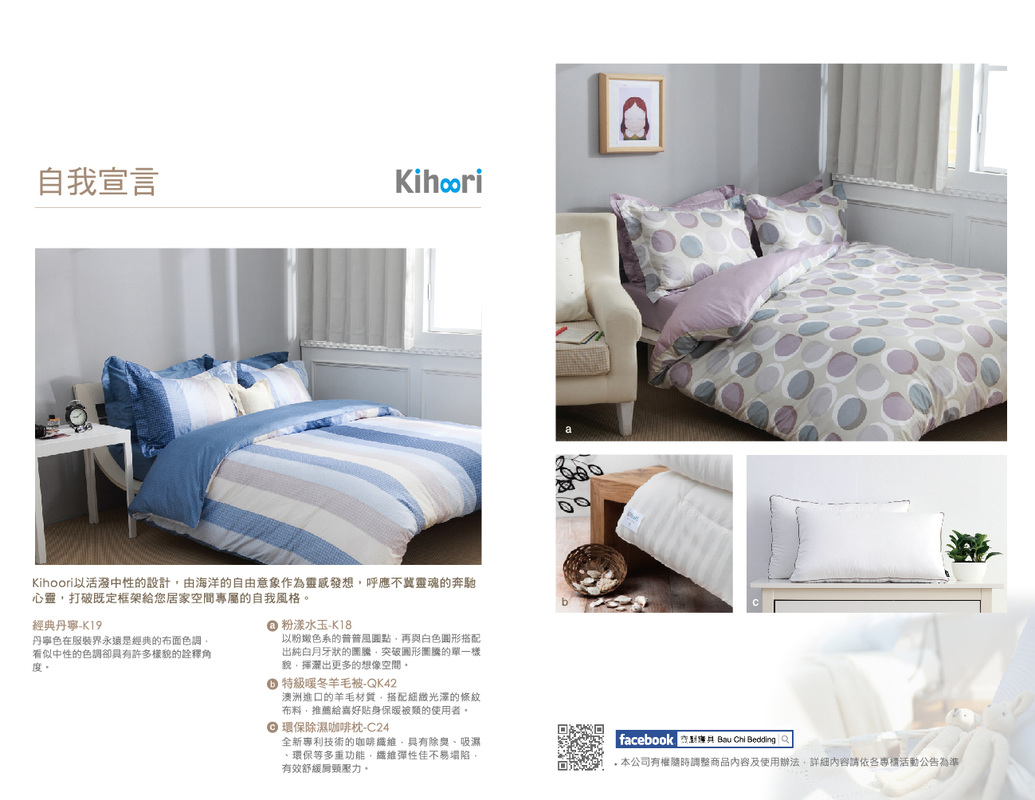 自我宣言
Kihoori
Kihoori以活潑中性的設計，由海洋的自由意象作為靈感發想，呼應不冀靈魂的奔馳
心靈，打破既定框架給您居家空間專屬的自我風格。
經典丹寧-K19
丹寧色在服裝界永遠是經典的布面色調，
看似中性的色調卻具有許多樣貌的詮釋角
度。
a 粉漾水玉-K18
以粉嫩色系的普普風圓點，再與白色圓形搭配
出純白月牙狀的圖騰，突破圓形圖騰的單一樣
貌，揮灑出更多的想像空間。
b 特級暖冬羊毛被-QK42
澳洲進口的羊毛材質，搭配細緻光澤的條紋
布料，推薦給喜好貼身保暖被類的使用者。
c 環保除濕咖啡枕-C24
全新專利技術的咖啡纖維，具有除臭、吸濕
、環保等多重功能，纖維彈性佳不易塌陷，
有效舒緩肩頸壓力。
a
b
Kihoori
c
facebook 寢具 Bau Chi Bedding
• 本公司有權隨時調整商品內容及使用辦法，詳細內容請依各專櫃活動公告為準